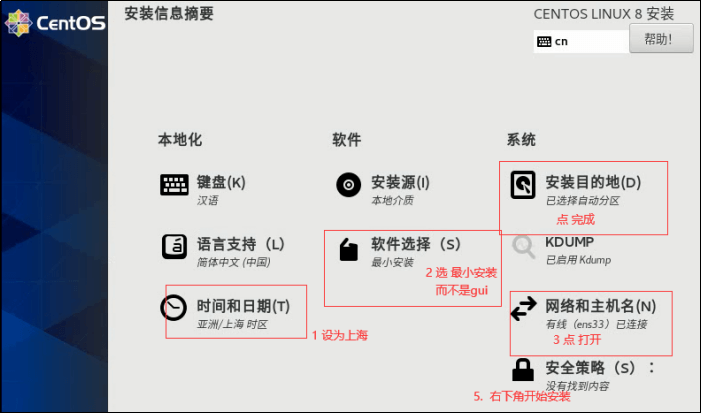 CentOS
安装信息摘要
CENTOS LINUX 8 安装
cn
帮助!
本地化
软件
系统
键盘(K)
汉语
安装源(I)
本地介质
安装目的地(D)
已选择自动分区
点 完成
语言支持（L）
简体中文 (中国)
软件选择（S）
最小安装
2 选 最小安装
而不是gui
KDUMP
已启用 Kdump
时间和日期(T)
亚洲/上海 时区
1 设为上海
网络和主机名(N)
有线（ens33）已连接
3 点 打开
安全策略（S）：
没有找到内容
5. 右下角开始安装